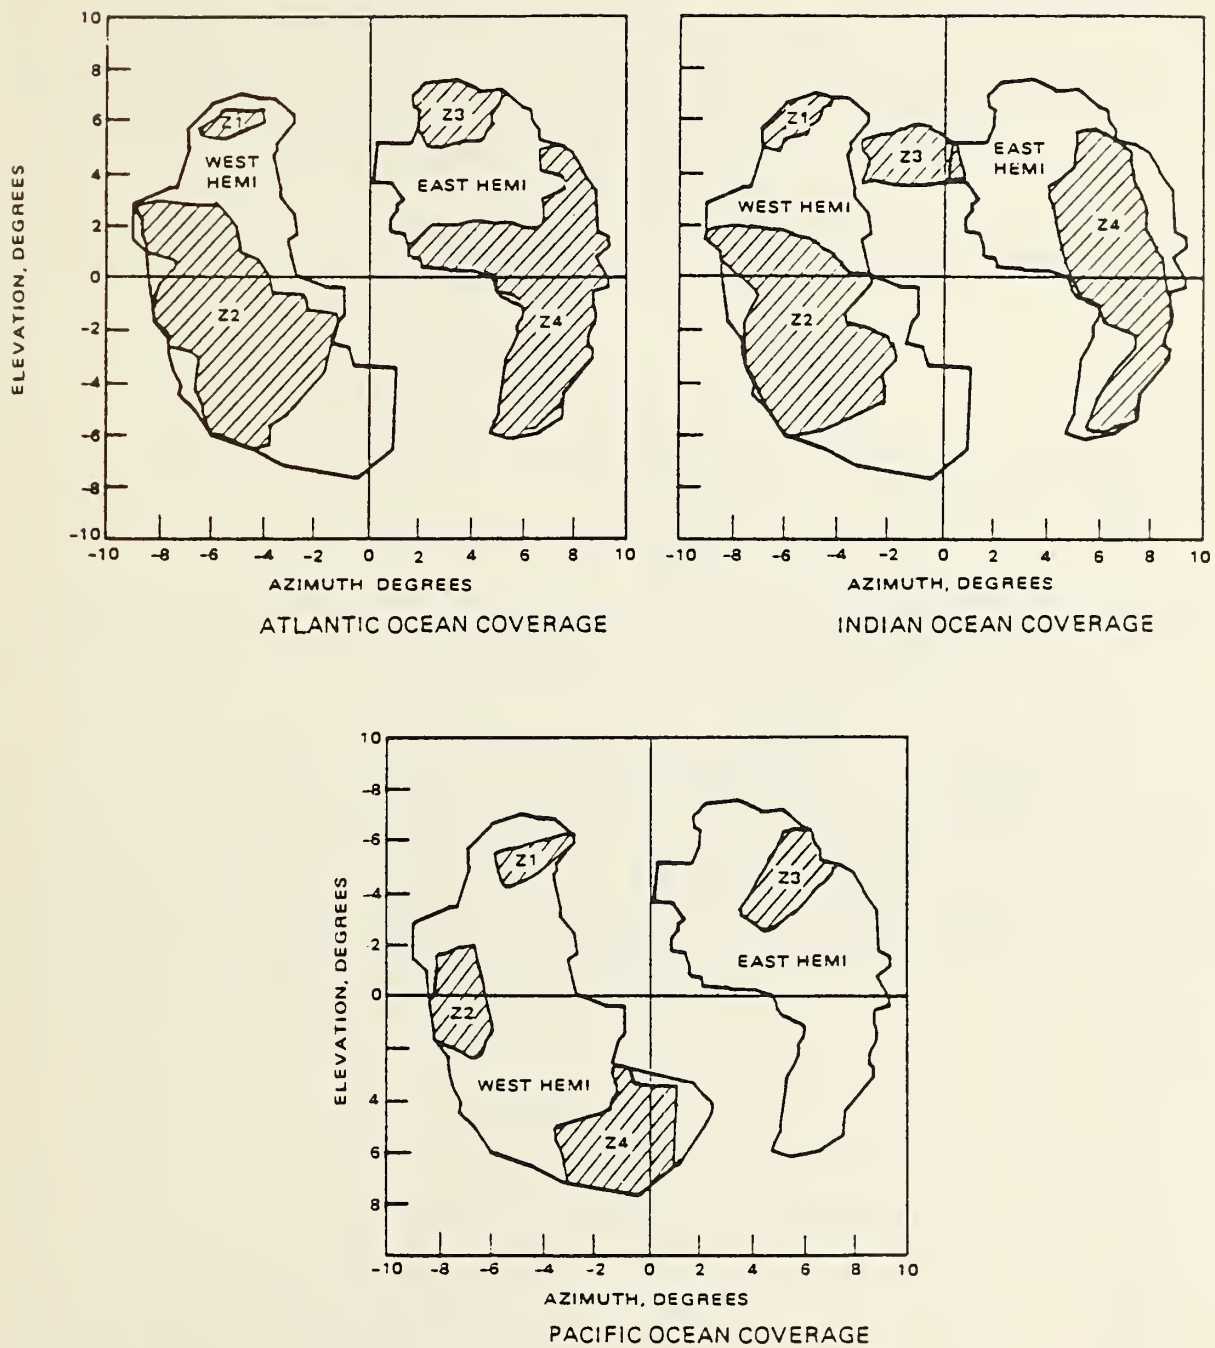 10
8
6
4
2
0
-2
-4
-6
-8
-10
ELEVATION, DEGREES
Z1
WEST HEMI
Z2
Z3
EAST HEMI
Z4
-10 -8 -6 -4 -2 0 2 4 6 8 10
AZIMUTH DEGREES
ATLANTIC OCEAN COVERAGE
Z1
WEST HEMI
Z2
Z3
EAST HEMI
Z4
-10 -8 -6 -4 -2 0 2 4 6 8 10
AZIMUTH, DEGREES
INDIAN OCEAN COVERAGE
10
-8
-6
-4
2
0
4
6
8
ELEVATION, DEGREES
Z1
Z2
WEST HEMI
Z3
EAST HEMI
Z4
-10 -8 -6 -4 -2 0 2 4 6 8 10
AZIMUTH, DEGREES
PACIFIC OCEAN COVERAGE